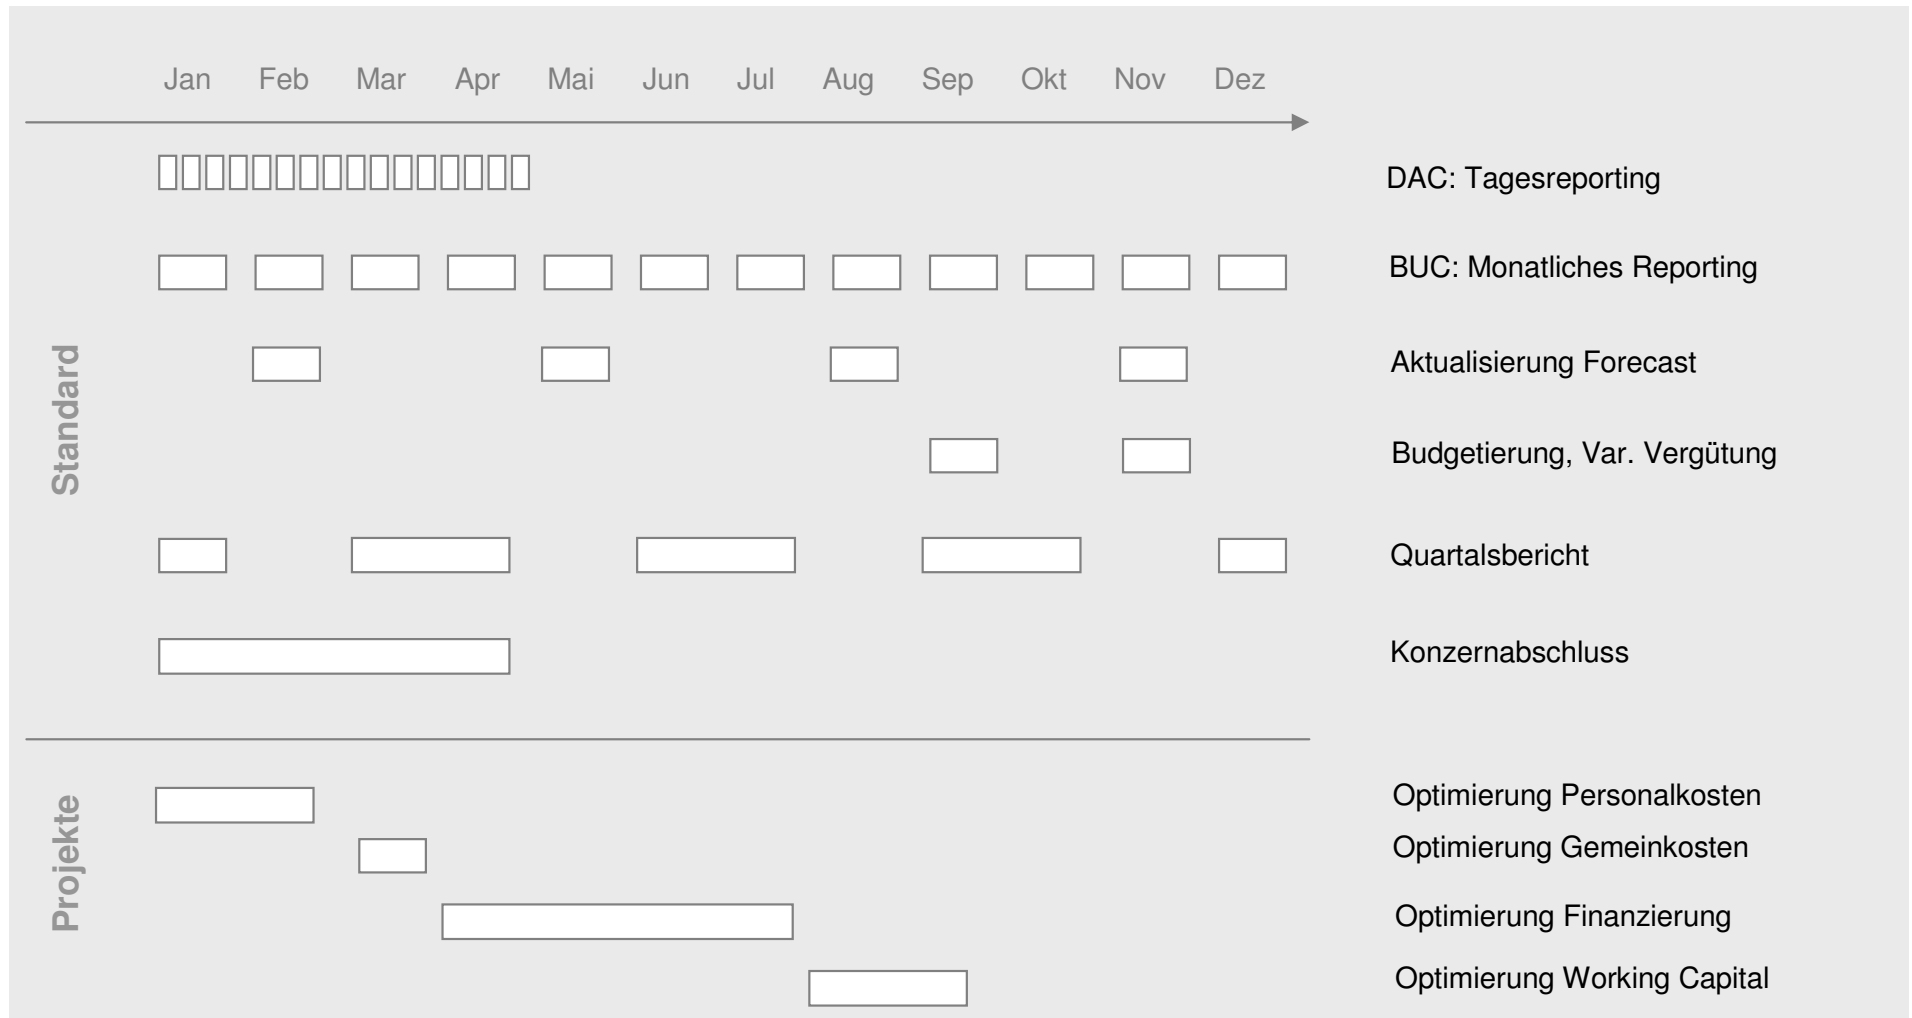 Jan Feb Mar Apr Mai Jun Jul Aug Sep Okt Nov Dez
DAC: Tagesreporting
BUC: Monatliches Reporting
Aktualisierung Forecast
Budgetierung, Var. Vergütung
Quartalsbericht
Konzernabschluss
Standard
Optimierung Personalkosten
Optimierung Gemeinkosten
Optimierung Finanzierung
Optimierung Working Capital
Projekte